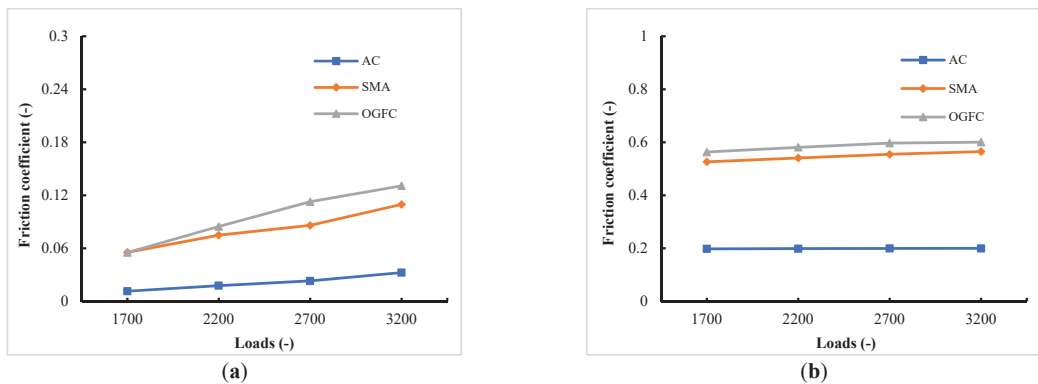 Friction coefficient (-)
0.3
0.24
0.18
0.12
0.06
0
AC
SMA
OGFC
1700 2200 2700 3200
Loads (-)
(a)
Friction coefficient (-)
1
0.8
0.6
0.4
0.2
0
AC
SMA
OGFC
1700 2200 2700 3200
Loads (-)
(b)